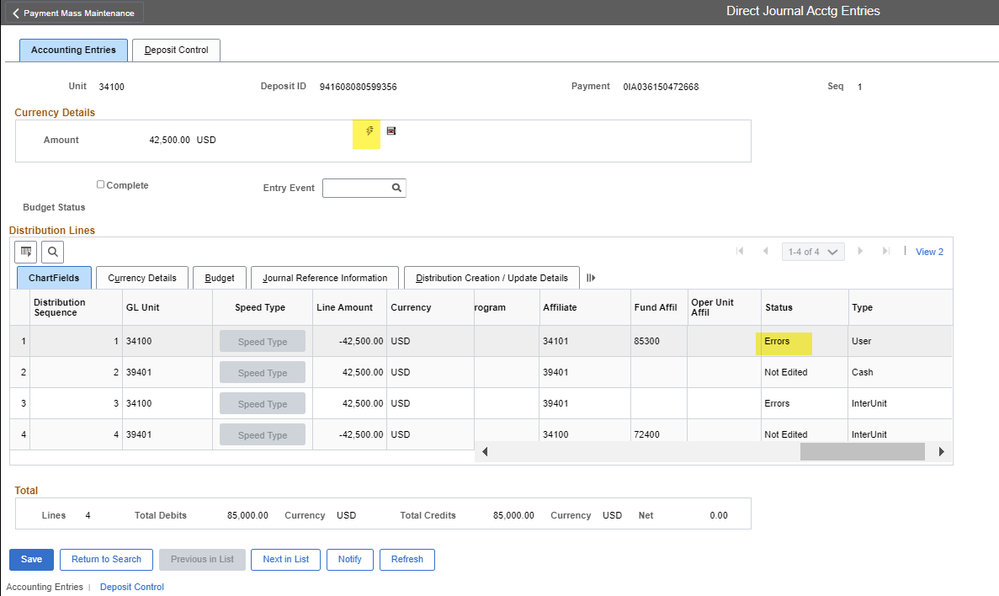 Payment Mass Maintenance
Direct Journal Acctg Entries
Accounting Entries
Deposit Control
Unit 34100 Deposit ID 941608080599356 Payment 0IA036150472668 Seq 1
Currency Details
Amount 42,500.00 USD
Complete
Entry Event
Budget Status
Distribution Lines
1-4 of 4
View 2
ChartFields Currency Details Budget Journal Reference Information Distribution Creation / Update Details
Distribution Sequence GL Unit Speed Type Line Amount Currency rogram Affiliate Fund Affil Oper Unit Affil Status Type
1 1 34100 Speed Type -42,500.00 USD 34101 85300 Errors User
2 2 39401 Speed Type 42,500.00 USD 39401 Not Edited Cash
3 3 34100 Speed Type 42,500.00 USD 39401 Errors InterUnit
4 4 39401 Speed Type -42,500.00 USD 34100 72400 Not Edited InterUnit
Total
Lines 4 Total Debits 85,000.00 Currency USD Total Credits 85,000.00 Currency USD Net 0.00
Save Return to Search Previous in List Next in List Notify Refresh
Accounting Entries | Deposit Control